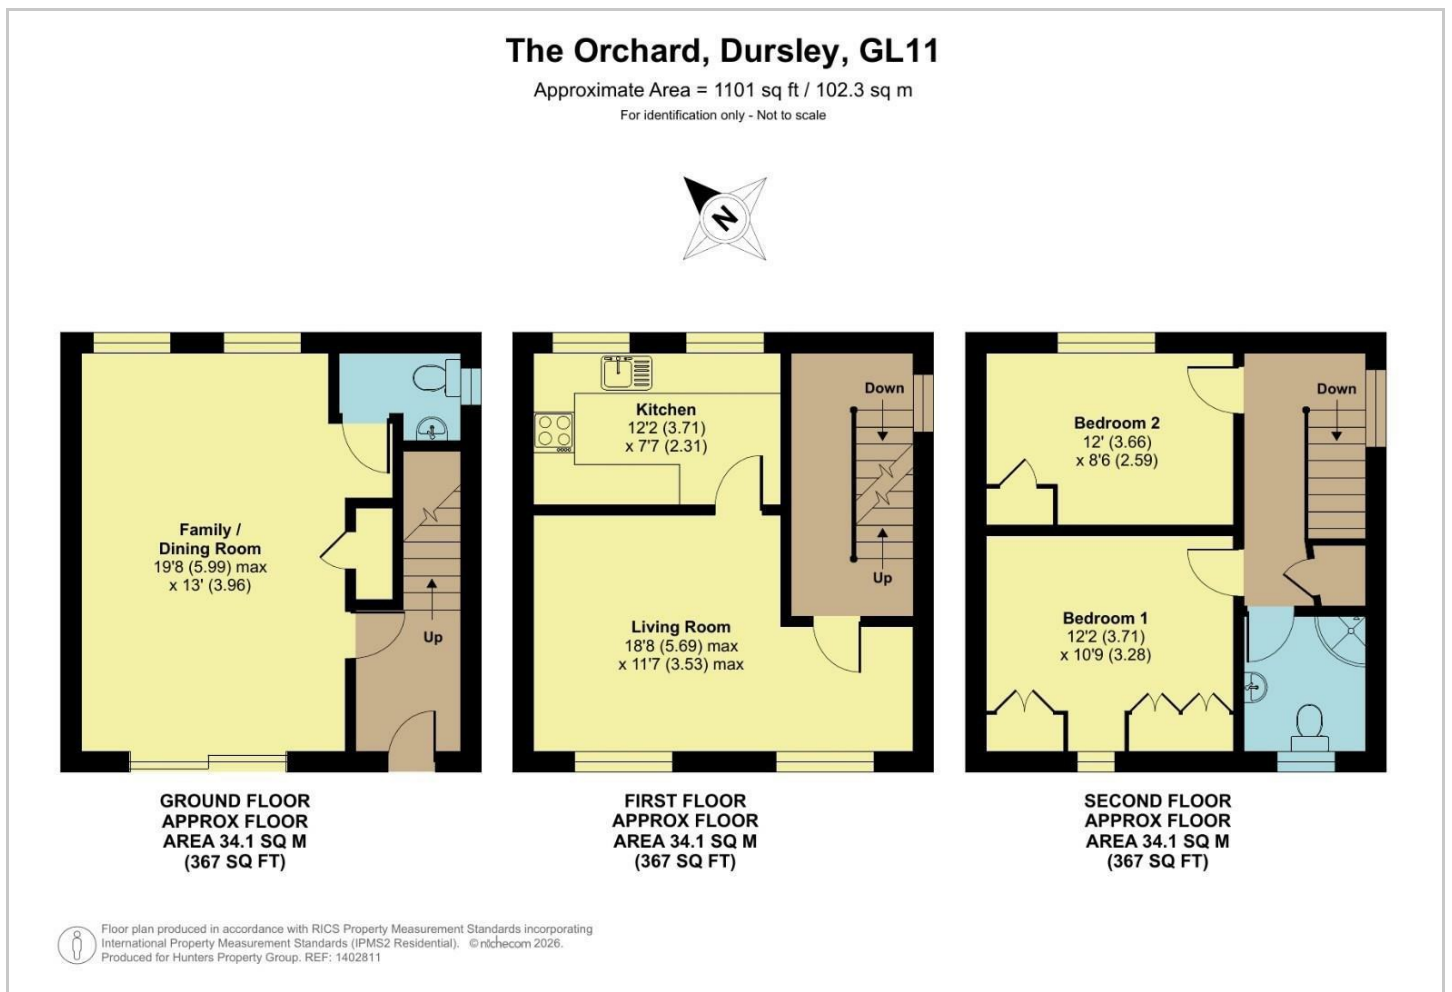 The Orchard, Dursley, GL11
Approximate Area = 1101 sq ft / 102.3 sq m
For identification only - Not to scale
N
Family /
Dining Room
19'8 (5.99) max
x 13' (3.96)
Up
Kitchen
12'2 (3.71)
x 7'7 (2.31)
Down
Up
Living Room
18'8 (5.69) max
x 11'7 (3.53) max
Bedroom 2
12' (3.66)
x 8'6 (2.59)
Down
Bedroom 1
12'2 (3.71)
x 10'9 (3.28)
GROUND FLOOR
APPROX FLOOR
AREA 34.1 SQ M
(367 SQ FT)
FIRST FLOOR
APPROX FLOOR
AREA 34.1 SQ M
(367 SQ FT)
SECOND FLOOR
APPROX FLOOR
AREA 34.1 SQ M
(367 SQ FT)
Floor plan produced in accordance with RICS Property Measurement Standards incorporating
International Property Measurement Standards (IPMS2 Residential). © nichecom 2026.
Produced for Hunters Property Group. REF: 1402811